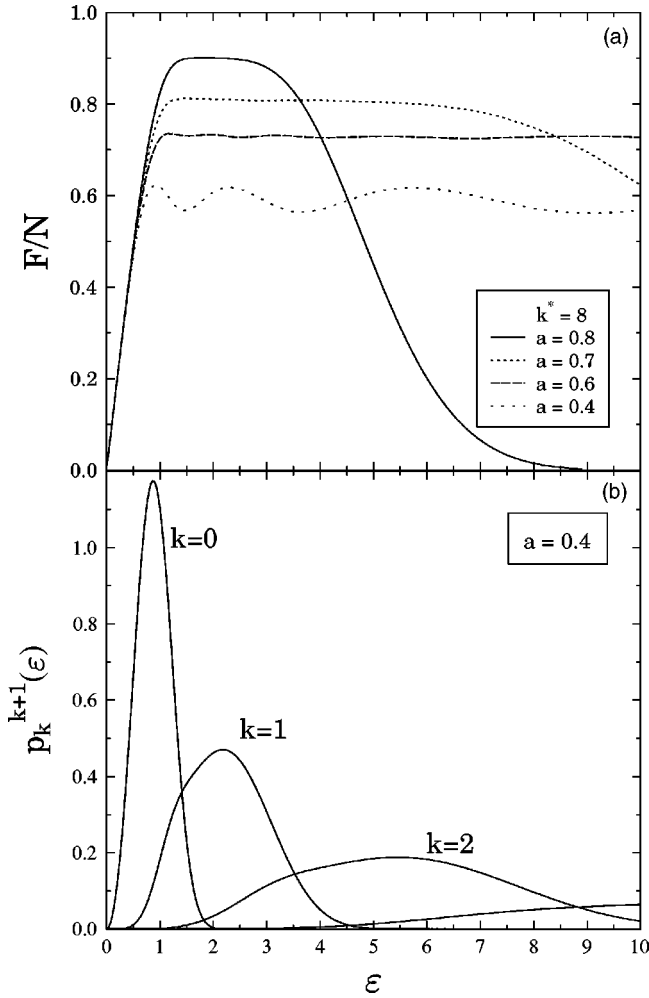 (a)
1.0
0.8
0.6
0.4
0.2
0.0
F/N
k* = 8
a = 0.8
a = 0.7
a = 0.6
a = 0.4
(b)
a = 0.4
k=0
k=1
k=2
1.0
0.8
0.6
0.4
0.2
0.0
p_k^{k+1}(ε)
0 1 2 3 4 5 6 7 8 9 10
ε